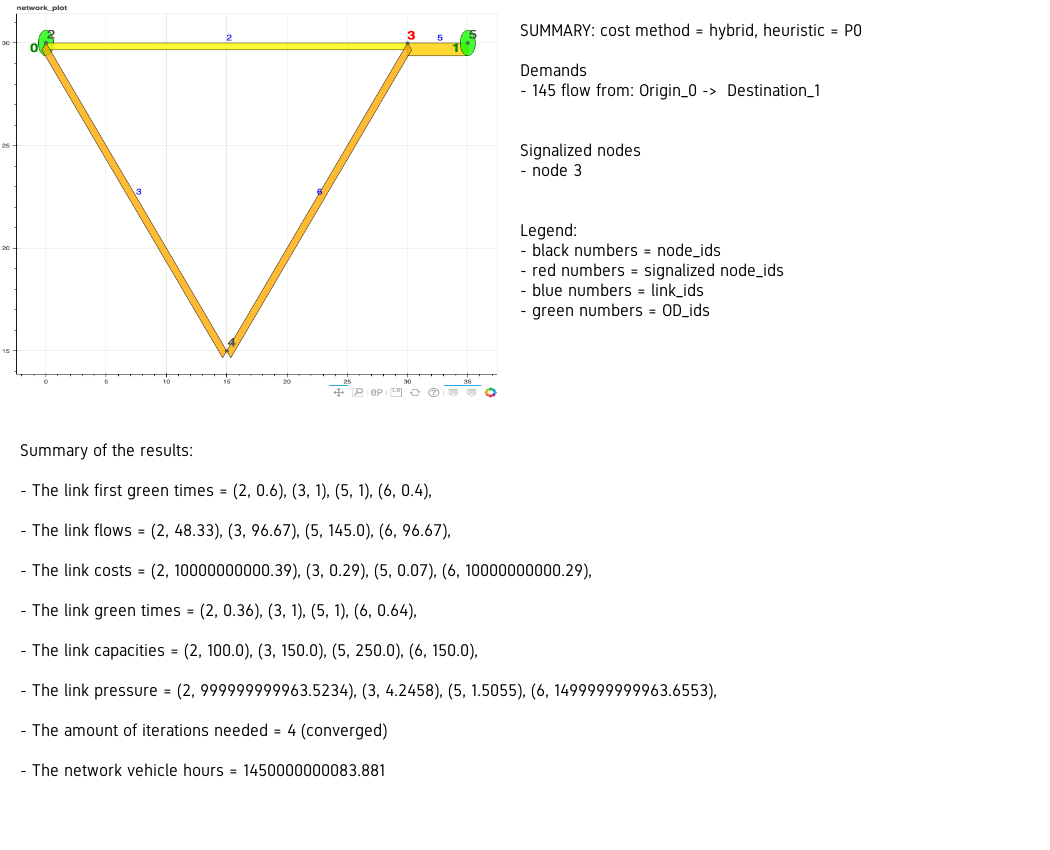 network_plot
30
25
20
15
0
5
10
15
20
25
30
35
0
2
2
3
5
1
5
3
6
4
SUMMARY: cost method = hybrid, heuristic = P0
Demands
- 145 flow from: Origin_0 -> Destination_1
Signalized nodes
- node 3
Legend:
- black numbers = node_ids
- red numbers = signalized node_ids
- blue numbers = link_ids
- green numbers = OD_ids
Summary of the results:
- The link first green times = (2, 0.6), (3, 1), (5, 1), (6, 0.4),
- The link flows = (2, 48.33), (3, 96.67), (5, 145.0), (6, 96.67),
- The link costs = (2, 10000000000.39), (3, 0.29), (5, 0.07), (6, 10000000000.29),
- The link green times = (2, 0.36), (3, 1), (5, 1), (6, 0.64),
- The link capacities = (2, 100.0), (3, 150.0), (5, 250.0), (6, 150.0),
- The link pressure = (2, 999999999963.5234), (3, 4.2458), (5, 1.5055), (6, 1499999999963.6553),
- The amount of iterations needed = 4 (converged)
- The network vehicle hours = 1450000000083.881